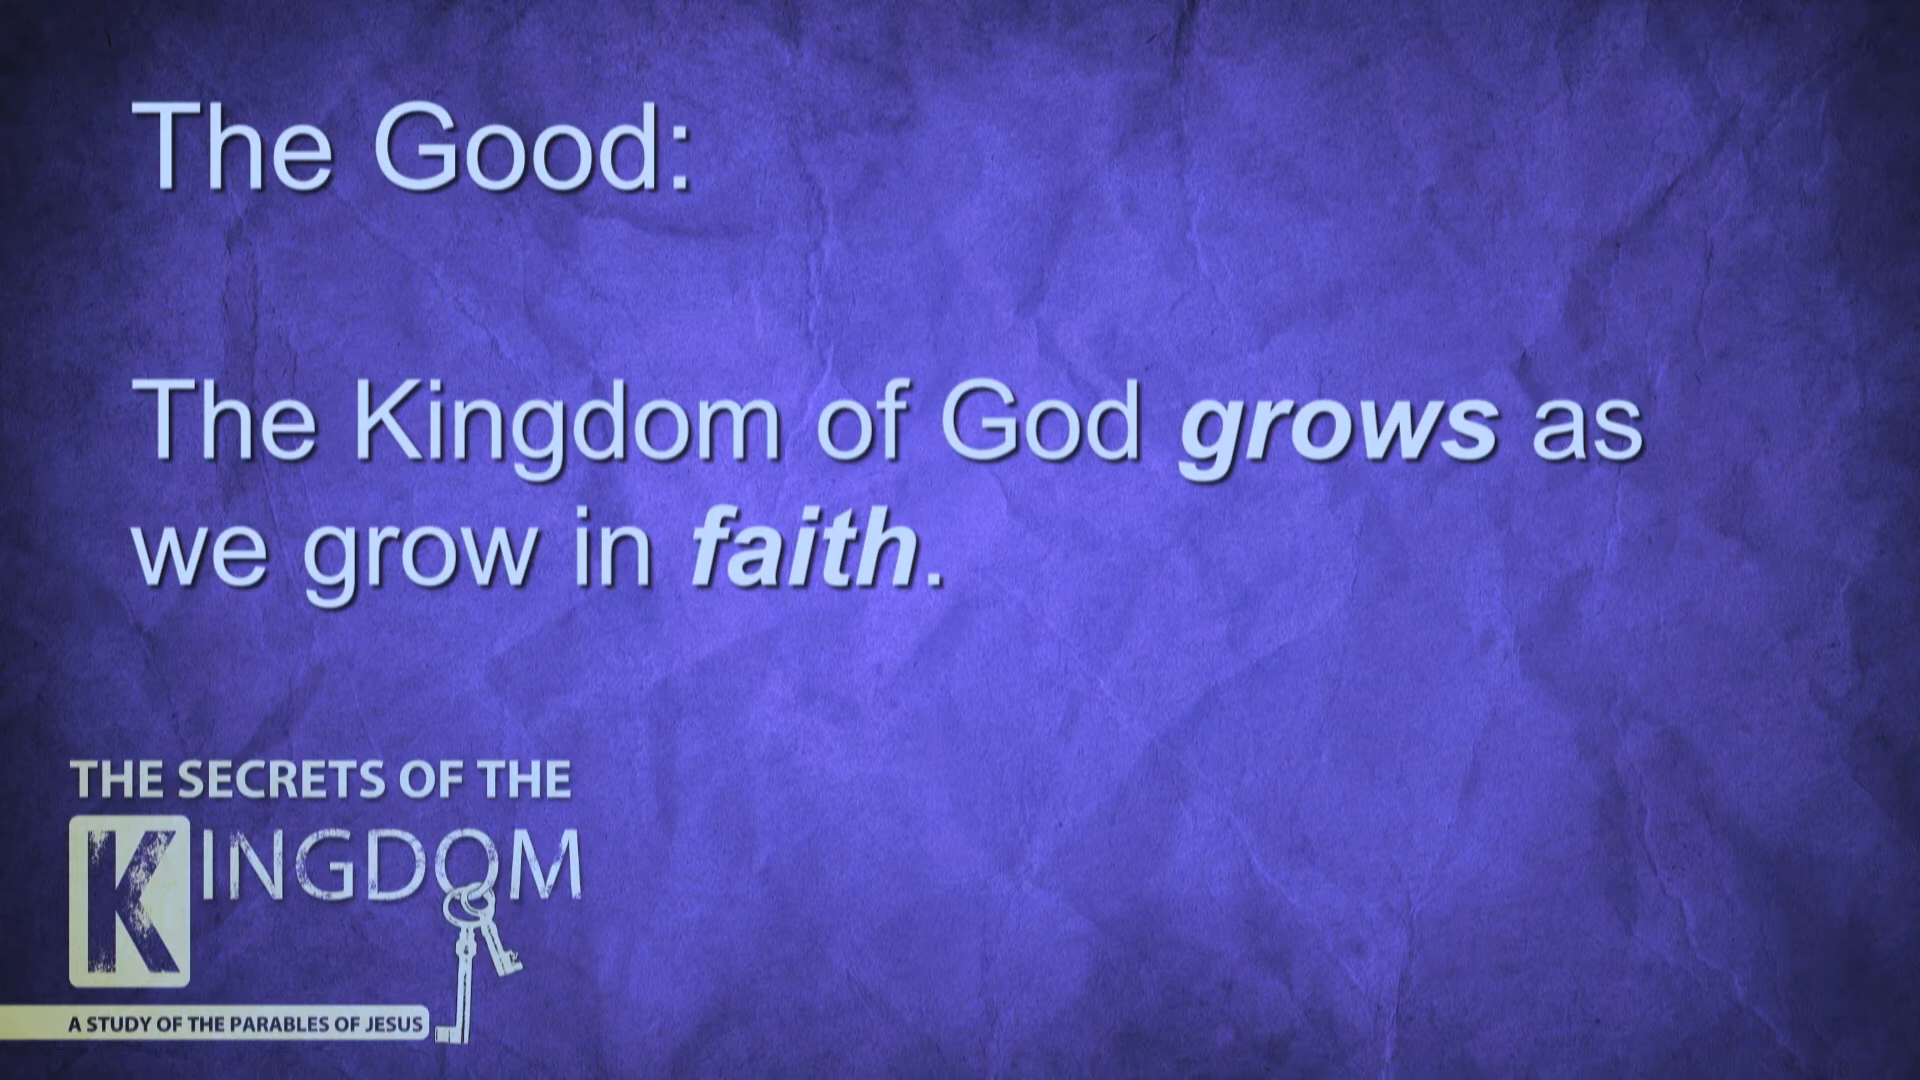 The Good:
The Kingdom of God grows as
we grow in faith.
THE SECRETS OF THE
KINGDOM
A STUDY OF THE PARABLES OF JESUS